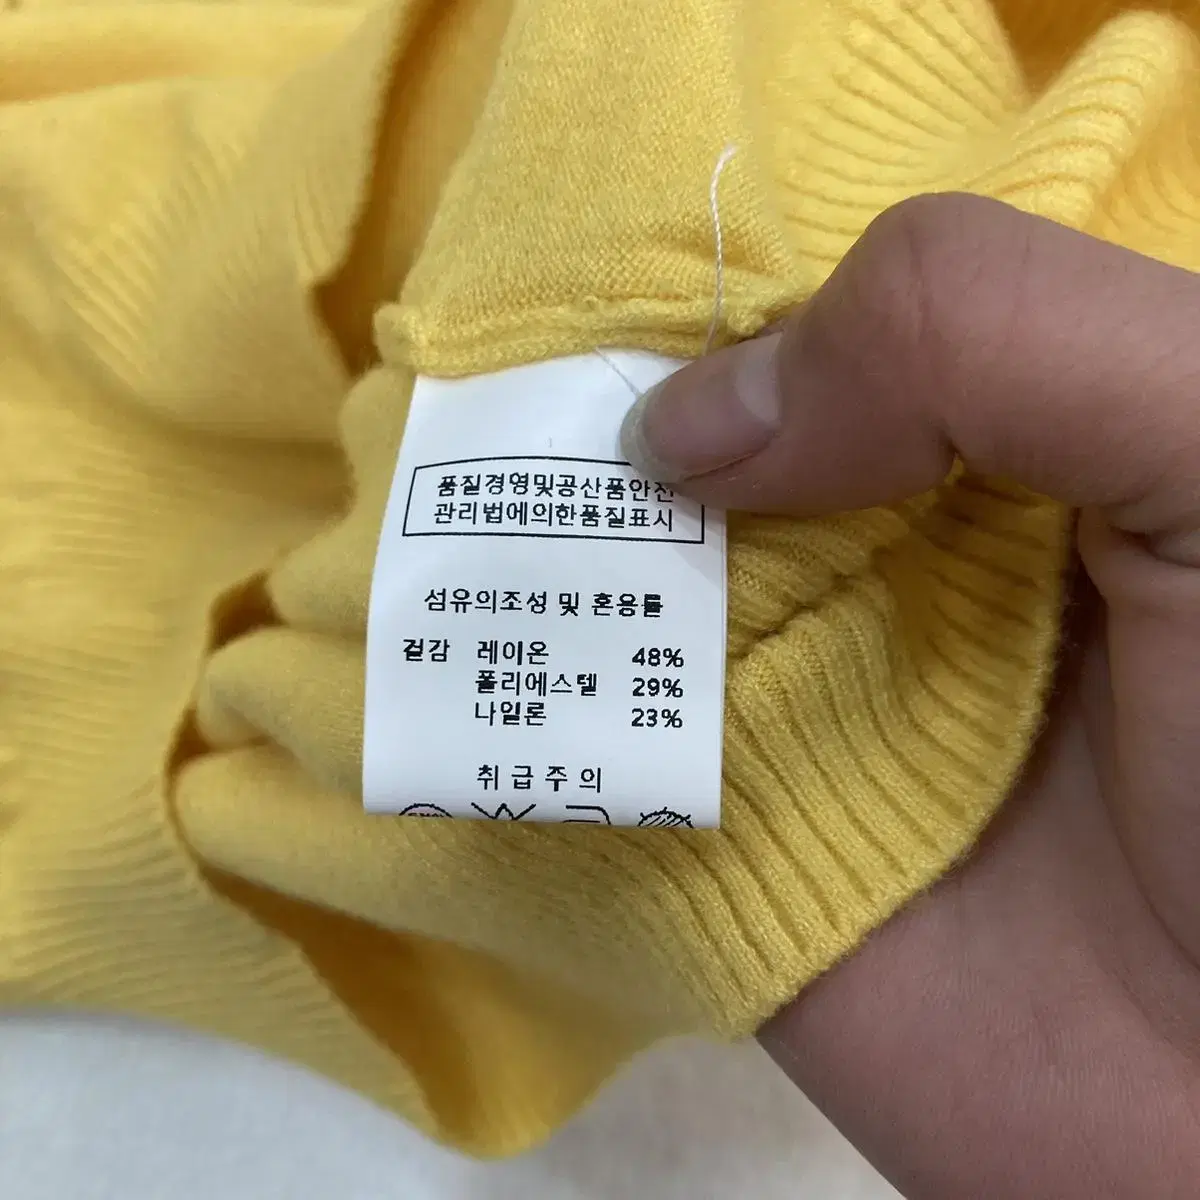 품질경영및공산품안전
관리법에의한품질표시
섬유의조성 및 혼용률
겉감 레이온 48%
폴리에스텔 29%
나일론 23%
취급주의